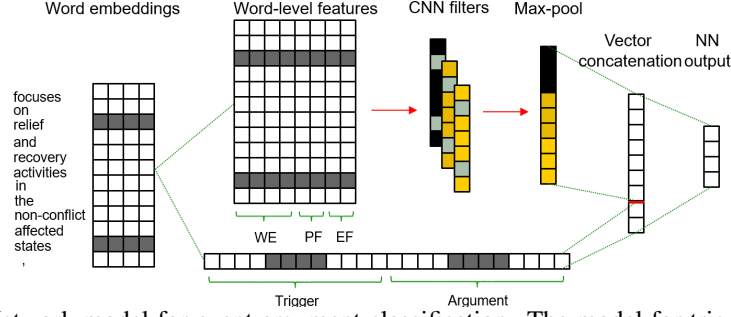 Word embeddings
Word-level features
CNN filters
Max-pool
Vector
concatenation
NN
output
focuses
on
relief
and
recovery
activities
in
the
non-conflict
affected
states
,
WE
PF
EF
Trigger
Argument